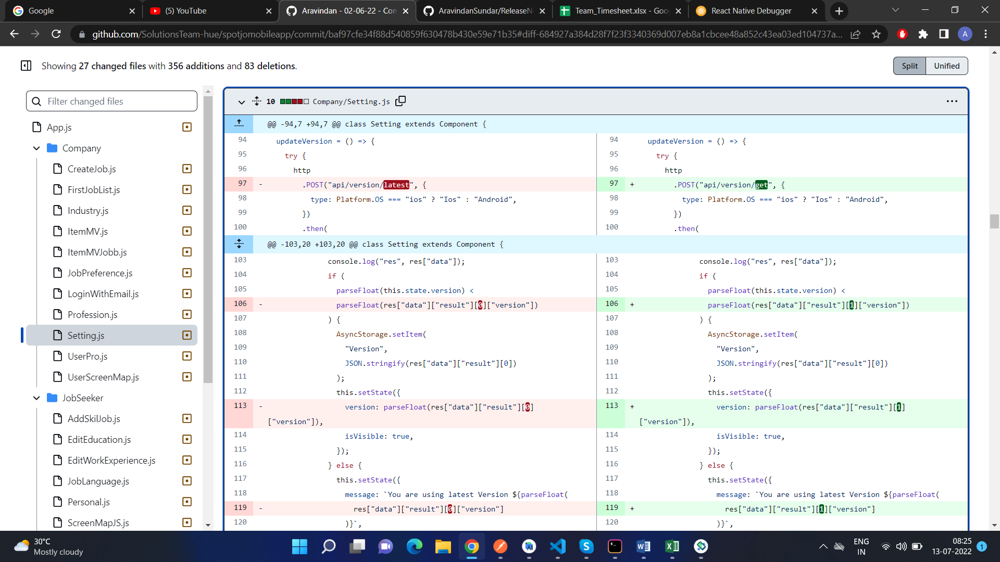 Google
(5) YouTube
Aravindan - 02-06-22 - Con
AravindanSundar/ReleaseNo
Team_Timesheet.xlsx - Goo
React Native Debugger
github.com/SolutionsTeam-hue/spotjomobileapp/commit/baf97cfe34f88d540859f630478b430e59e71b35#diff-684927a384d28f7f23f3340369d007eb8a1cbcee48a852c43ea03ed104737a...
A
Showing 27 changed files with 356 additions and 83 deletions.
Split
Unified
Filter changed files
App.js
Company
CreateJob.js
FirstJobList.js
Industry.js
ItemMV.js
ItemMVJobb.js
JobPreference.js
LoginWithEmail.js
Profession.js
Setting.js
UserPro.js
UserScreenMap.js
JobSeeker
AddSkilJob.js
EditEducation.js
EditWorkExperience.js
JobLanguage.js
Personal.js
ScreenMapJS.js
10 Company/Setting.js
@@ -94,7 +94,7 @@ class Setting extends Component {
94 updateVersion = () => {
95 try {
96 http
97 - .POST("api/version/latest", {
98 type: Platform.OS === "ios" ? "Ios" : "Android",
99 })
100 .then(
94 updateVersion = () => {
95 try {
96 http
97 + .POST("api/version/get", {
98 type: Platform.OS === "ios" ? "Ios" : "Android",
99 })
100 .then(
@@ -103,20 +103,20 @@ class Setting extends Component {
103 console.log("res", res["data"]);
104 if (
105 parseFloat(this.state.version) <
106 - parseFloat(res["data"]["result"][0]["version"])
107 ) {
108 AsyncStorage.setItem(
109 "Version",
110 JSON.stringify(res["data"]["result"][0])
111 );
112 this.setState({
113 - version: parseFloat(res["data"]["result"][0]
["version"]),
114 isVisible: true,
115 });
116 } else {
117 this.setState({
118 message: `You are using latest Version ${parseFloat(
119 - res["data"]["result"][0]["version"]
120 )}`,
103 console.log("res", res["data"]);
104 if (
105 parseFloat(this.state.version) <
106 + parseFloat(res["data"]["result"][1]["version"])
107 ) {
108 AsyncStorage.setItem(
109 "Version",
110 JSON.stringify(res["data"]["result"][0])
111 );
112 this.setState({
113 + version: parseFloat(res["data"]["result"][1]
["version"]),
114 isVisible: true,
115 });
116 } else {
117 this.setState({
118 message: `You are using latest Version ${parseFloat(
119 + res["data"]["result"][1]["version"]
120 )}`,
30°C
Mostly cloudy
ENG
IN
08:25
13-07-2022
1